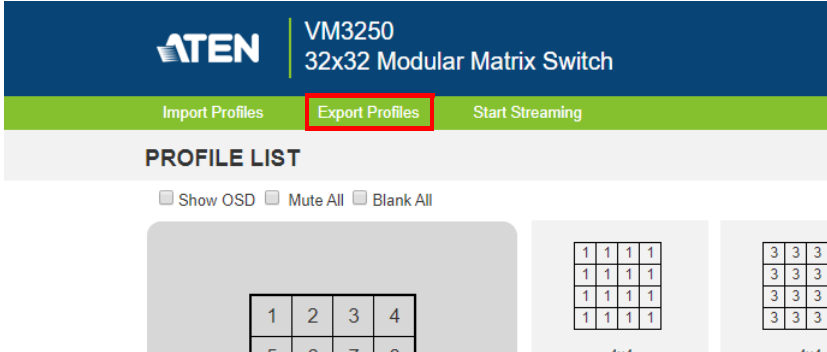 ATEN
VM3250
32x32 Modular Matrix Switch
Import Profiles Export Profiles Start Streaming
PROFILE LIST
Show OSD Mute All Blank All
1 1 1 1 3 3 3
1 1 1 1 3 3 3
1 1 1 1 3 3 3
1 1 1 1 3 3 3
1 2 3 4